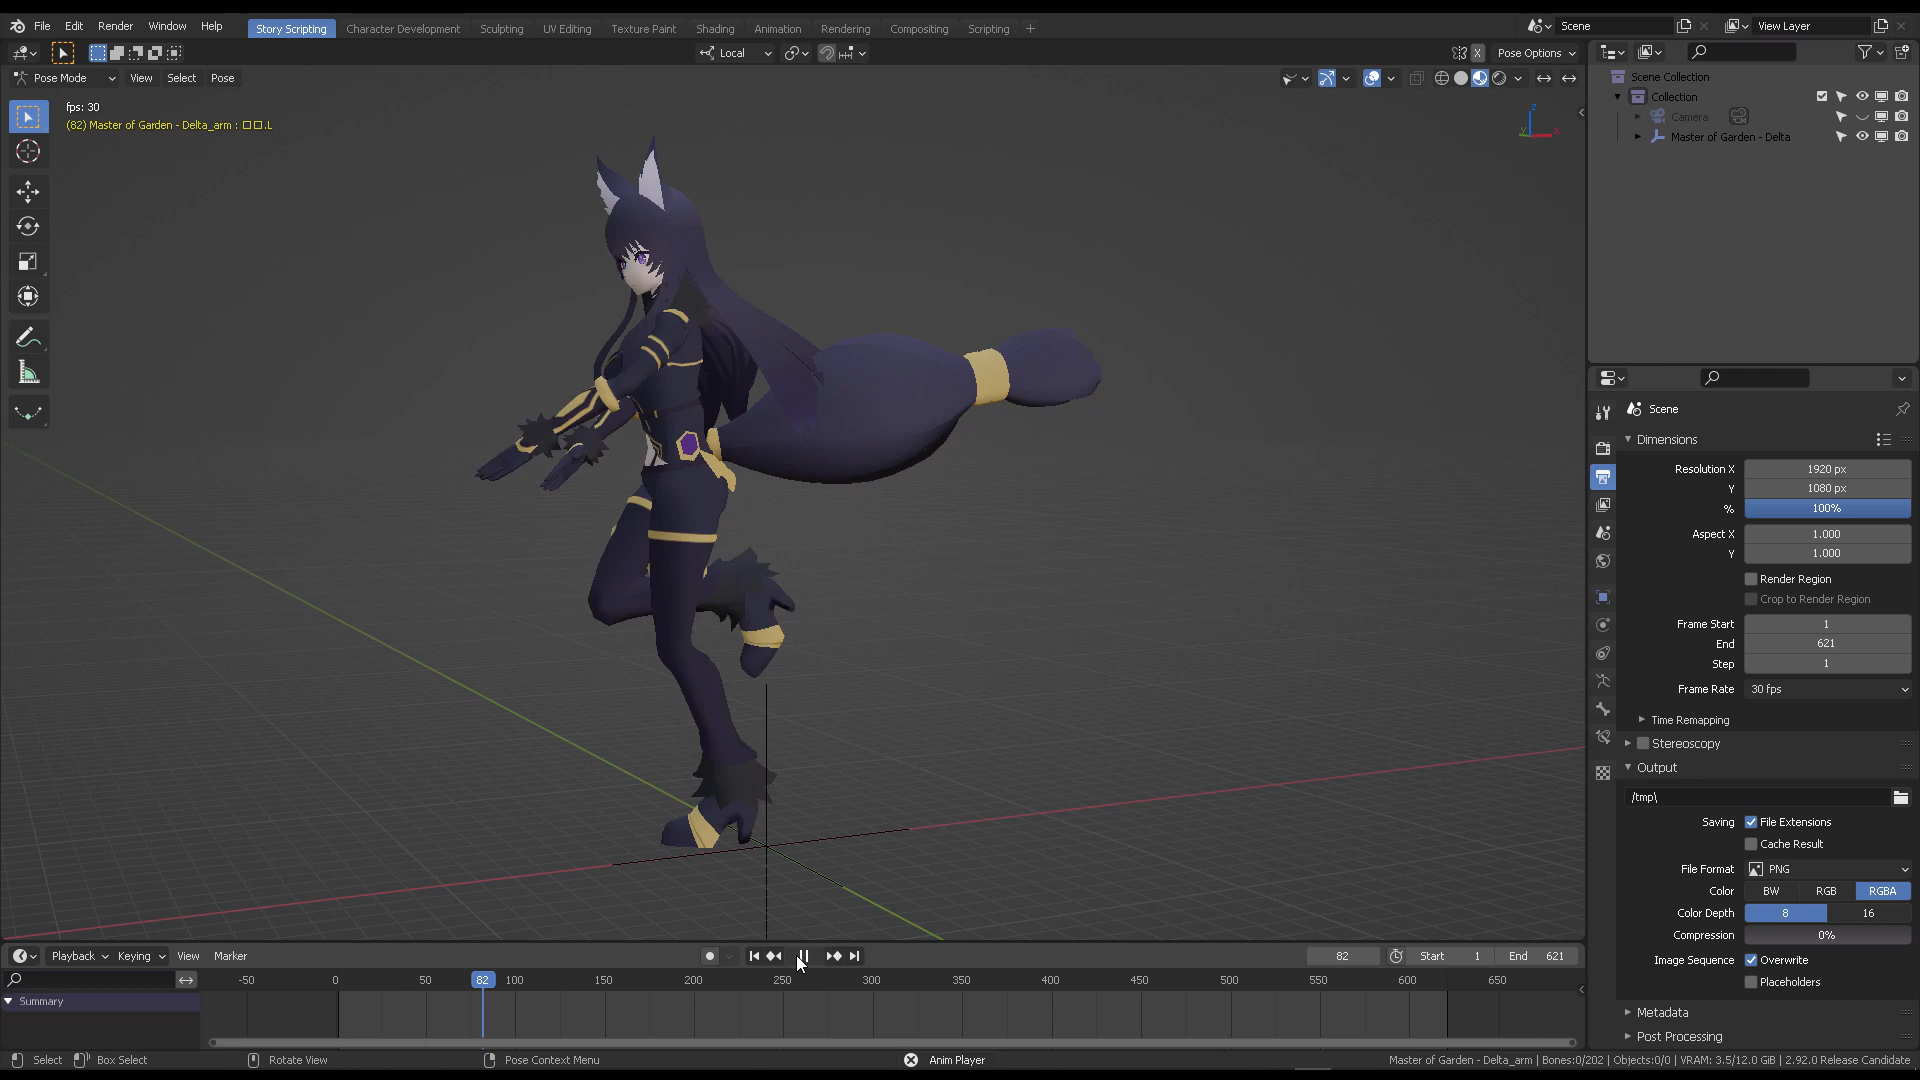 File Edit Render Window Help Story Scripting Character Development Sculpting UV Editing Texture Paint Shading Animation Rendering Compositing Scripting + Scene View Layer
Local X Pose Options
Pose Mode View Select Pose
fps: 30
(82) Master of Garden - Delta_arm : □□.L
Z
Y X
Scene Collection
Collection
Camera
Master of Garden - Delta
Scene
Dimensions
Resolution X 1920 px
Y 1080 px
% 100%
Aspect X 1.000
Y 1.000
Render Region
Crop to Render Region
Frame Start 1
End 621
Step 1
Frame Rate 30 fps
Time Remapping
Stereoscopy
Output
/tmp\
Saving File Extensions
Cache Result
File Format PNG
Color BW RGB RGBA
Color Depth 8 16
Compression 0%
Image Sequence Overwrite
Placeholders
Metadata
Post Processing
Playback Keying View Marker 82 Start 1 End 621
-50 0 50 82 100 150 200 250 300 350 400 450 500 550 600 650
Summary
Select Box Select Rotate View Pose Context Menu Anim Player Master of Garden - Delta_arm | Bones:0/202 | Objects:0/0 | VRAM: 3.5/12.0 GiB | 2.92.0 Release Candidate